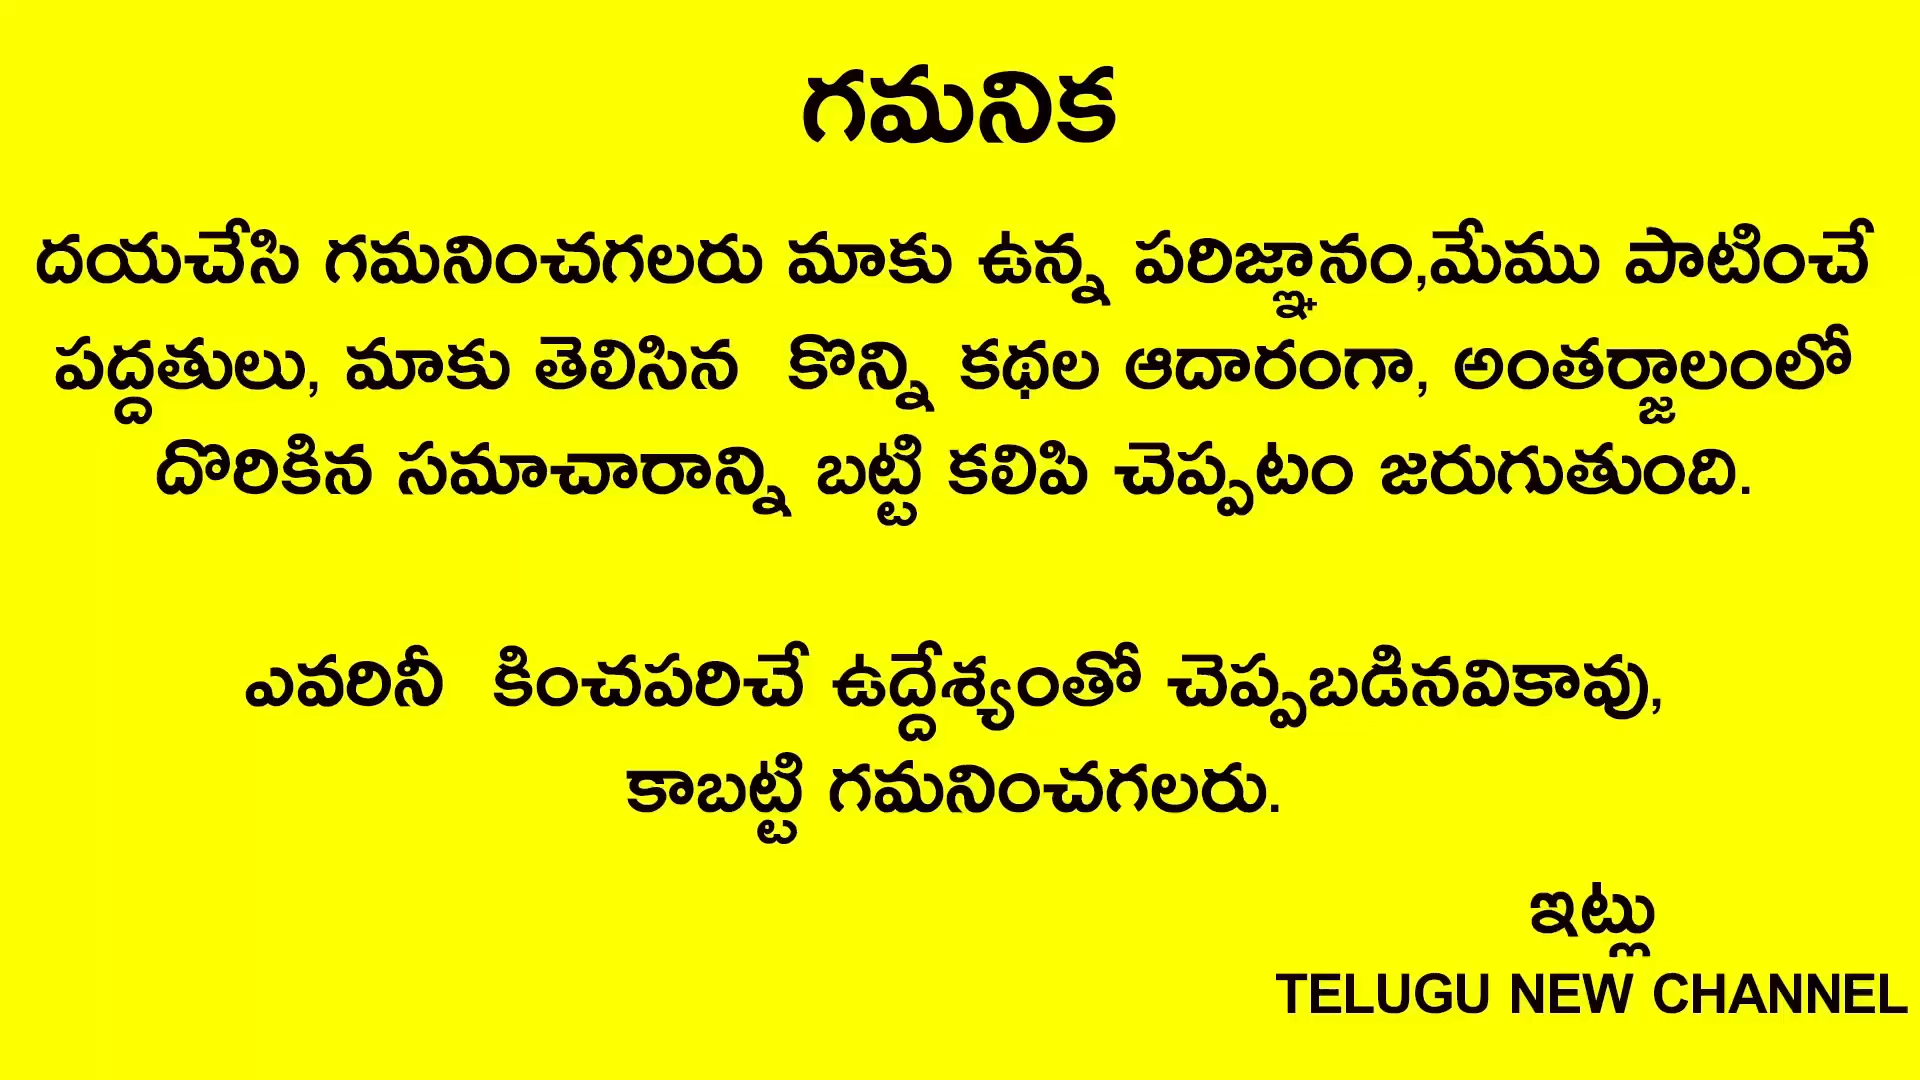 గమనిక
దయచేసి గమనించగలరు మాకు ఉన్న పరిజ్ఞానం,మేము పాటించే
పద్దతులు, మాకు తెలిసిన కొన్ని కథల ఆదారంగా, అంతర్జాలంలో
దొరికిన సమాచారాన్ని బట్టి కలిపి చెప్పటం జరుగుతుంది.
ఎవరినీ కించపరిచే ఉద్దేశ్యంతో చెప్పబడినవికావు,
కాబట్టి గమనించగలరు.
ఇట్లు
TELUGU NEW CHANNEL